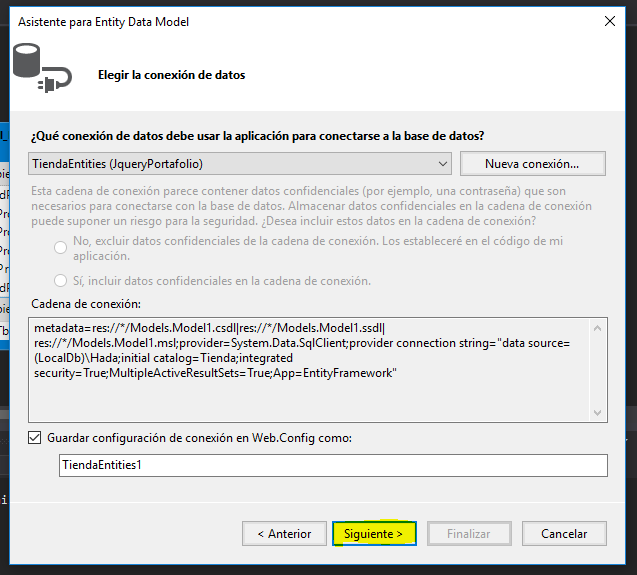 Asistente para Entity Data Model
Elegir la conexión de datos
¿Qué conexión de datos debe usar la aplicación para conectarse a la base de datos?
TiendaEntities (JqueryPortafolio)
Nueva conexión...
Esta cadena de conexión parece contener datos confidenciales (por ejemplo, una contraseña) que son
necesarios para conectarse con la base de datos. Almacenar datos confidenciales en la cadena de conexión
puede suponer un riesgo para la seguridad. ¿Desea incluir estos datos en la cadena de conexión?
No, excluir datos confidenciales de la cadena de conexión. Los estableceré en el código de mi
aplicación.
Sí, incluir datos confidenciales en la cadena de conexión.
Cadena de conexión:
metadata=res://*/Models.Model1.csdl|res://*/Models.Model1.ssdl|
res://*/Models.Model1.msl;provider=System.Data.SqlClient;provider connection string="data source=
(LocalDb)\Hada;initial catalog=Tienda;integrated
security=True;MultipleActiveResultSets=True;App=EntityFramework"
Guardar configuración de conexión en Web.Config como:
TiendaEntities1
< Anterior
Siguiente >
Finalizar
Cancelar